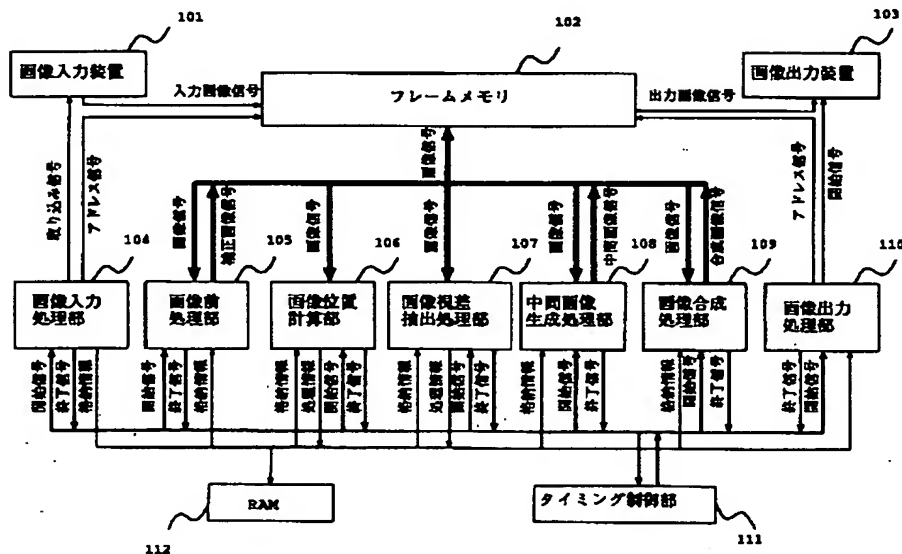 101
102
103
画像入力装置
フレームメモリ
画像出力装置
入力画像信号
出力画像信号
取り込み信号
アドレス信号
画像信号
アドレス信号
開始信号
画像信号
補正画像信号
画像信号
画像信号
画像信号
中間画像信号
画像信号
合成画像信号
104
105
106
107
108
109
110
画像入力
処理部
画像前
処理部
画像位置
計算部
画像視差
抽出処理部
中間画像
生成処理部
画像合成
処理部
画像出力
処理部
開始信号
終了信号
格納情報
開始信号
終了信号
格納情報
格納情報
処理情報
開始信号
終了信号
格納情報
処理情報
開始信号
終了信号
格納情報
開始信号
終了信号
格納情報
開始信号
終了信号
終了信号
開始信号
RAM
タイミング制御部
112
111